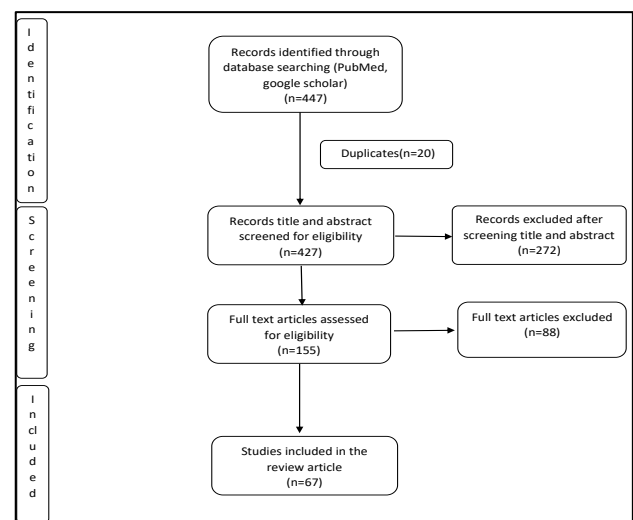 I
d
e
n
ti
fi
c
a
ti
o
n
Records identified through
database searching (PubMed,
google scholar)
(n=447)
Duplicates(n=20)
S
c
r
e
e
n
i
n
g
Records title and abstract
screened for eligibility
(n=427)
Records excluded after
screening title and abstract
(n=272)
Full text articles assessed
for eligibility
(n=155)
Full text articles excluded
(n=88)
I
n
cl
u
d
e
d
Studies included in the
review article
(n=67)